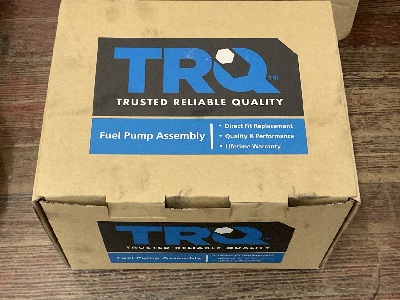 TRQ™
TRUSTED RELIABLE QUALITY
Fuel Pump Assembly
• Direct Fit Replacement
• Quality & Performance
• Lifetime Warranty
TRQ
TRUSTED RELIABLE QUALITY
Fuel Pump Assembly